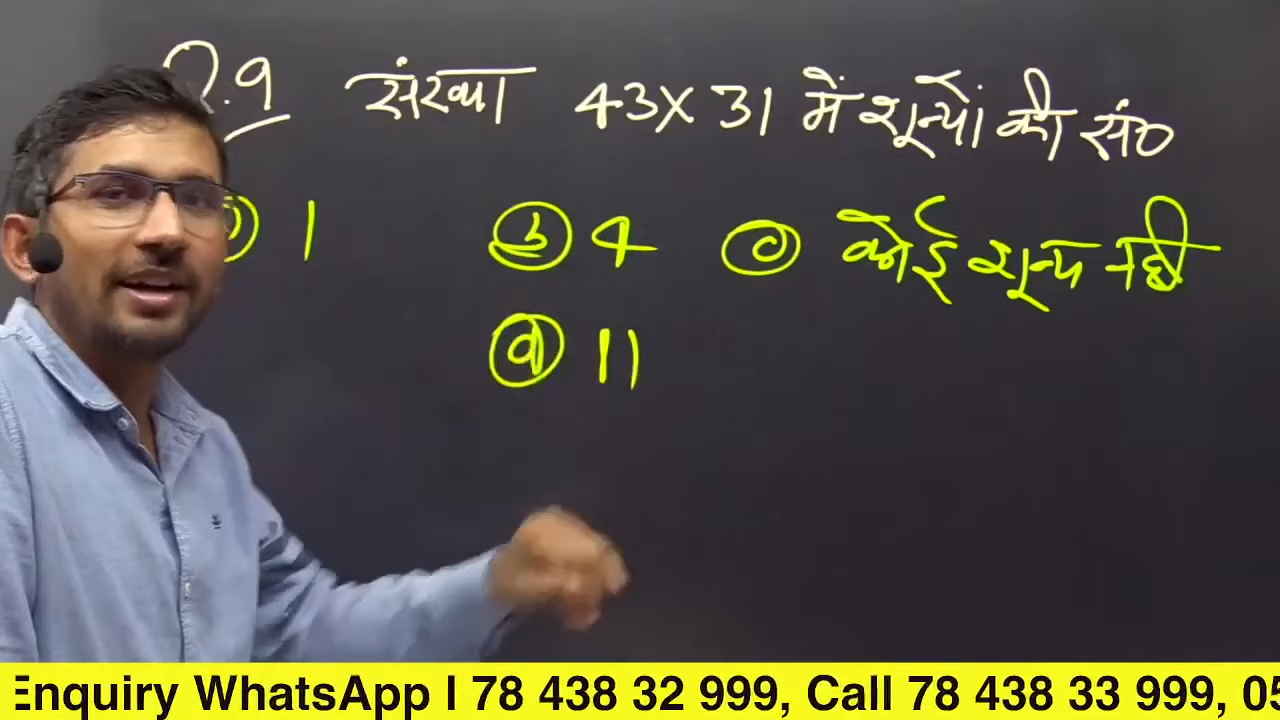 Q.9 संख्या 43X31 में शून्यों की सं०
1 (b) 4 (c) कोई शून्य नही
(d) 11
Enquiry WhatsApp I 78 438 32 999, Call 78 438 33 999, 05